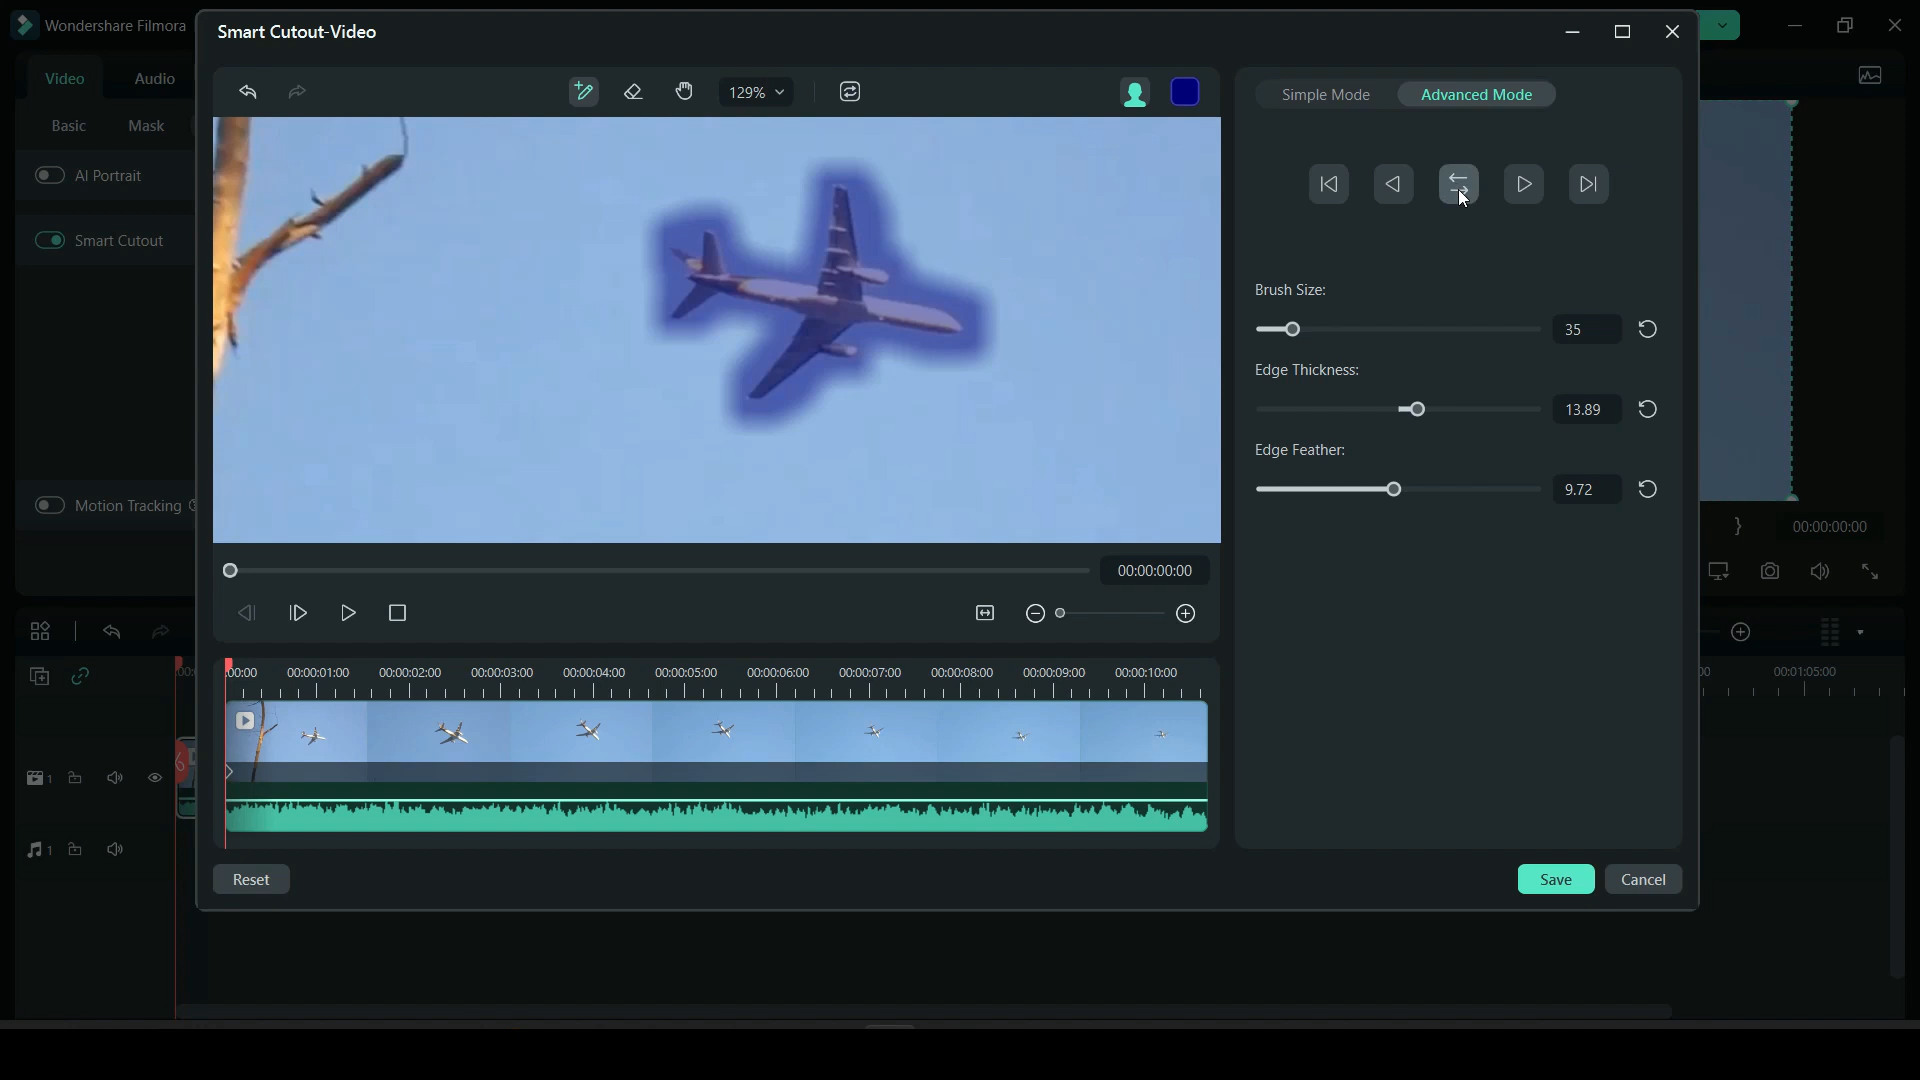 Wondershare Filmora
Smart Cutout-Video
Video
Audio
Basic
Mask
AI Portrait
Smart Cutout
Motion Tracking
129%
Simple Mode
Advanced Mode
Brush Size:
35
Edge Thickness:
13.89
Edge Feather:
9.72
00:00:00:00
00:00:00:00
:00:00
00:00:01:00
00:00:02:00
00:00:03:00
00:00:04:00
00:00:05:00
00:00:06:00
00:00:07:00
00:00:08:00
00:00:09:00
00:00:10:00
00:01:05:00
1
1
Reset
Save
Cancel